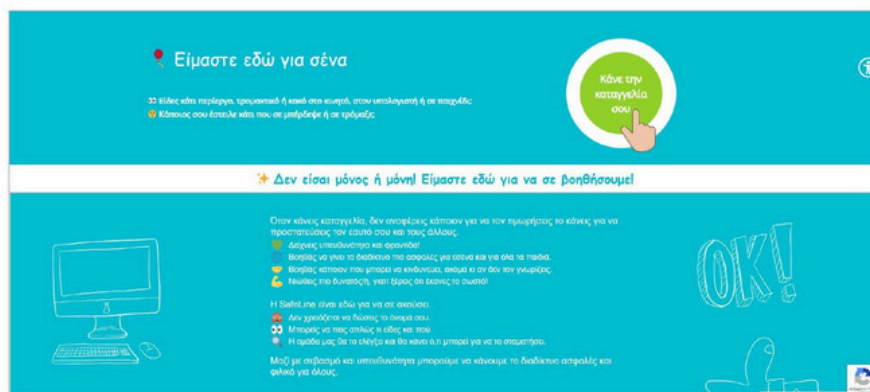 Είμαστε εδώ για σένα
Είδες κάτι περίεργο, τρομακτικό ή κακό στο κινητό, στον υπολογιστή ή σε παιχνίδι;
Κάποιος σου έστειλε κάτι που σε μπέρδεψε ή σε τρόμαξε;
Κάνε την
καταγγελία
σου
Δεν είσαι μόνος ή μόνη! Είμαστε εδώ για να σε βοηθήσουμε!
Όταν κάνεις καταγγελία, δεν αναφέρεις κάποιον για να τον τιμωρήσεις το κάνεις για να
προστατεύσεις τον εαυτό σου και τους άλλους.
Δείχνεις υπευθυνότητα και φροντίδα!
Βοηθάς να γίνει το διαδίκτυο πιο ασφαλές για εσένα και για όλα τα παιδιά.
Βοηθάς κάποιον που μπορεί να κινδυνεύει, ακόμα κι αν δεν τον γνωρίζεις.
Νιώθεις πιο δυνατός/ή, γιατί ξέρεις ότι έκανες το σωστό!
Η SafeLine είναι εδώ για να σε ακούσει.
Δεν χρειάζεται να δώσεις το όνομά σου.
Μπορείς να πεις απλώς τι είδες και πού.
Η ομάδα μας θα το ελέγξει και θα κάνει ό,τι μπορεί για να το σταματήσει.
Μαζί με σεβασμό και υπευθυνότητα μπορούμε να κάνουμε το διαδίκτυο ασφαλές και
φιλικό για όλους.
OK!